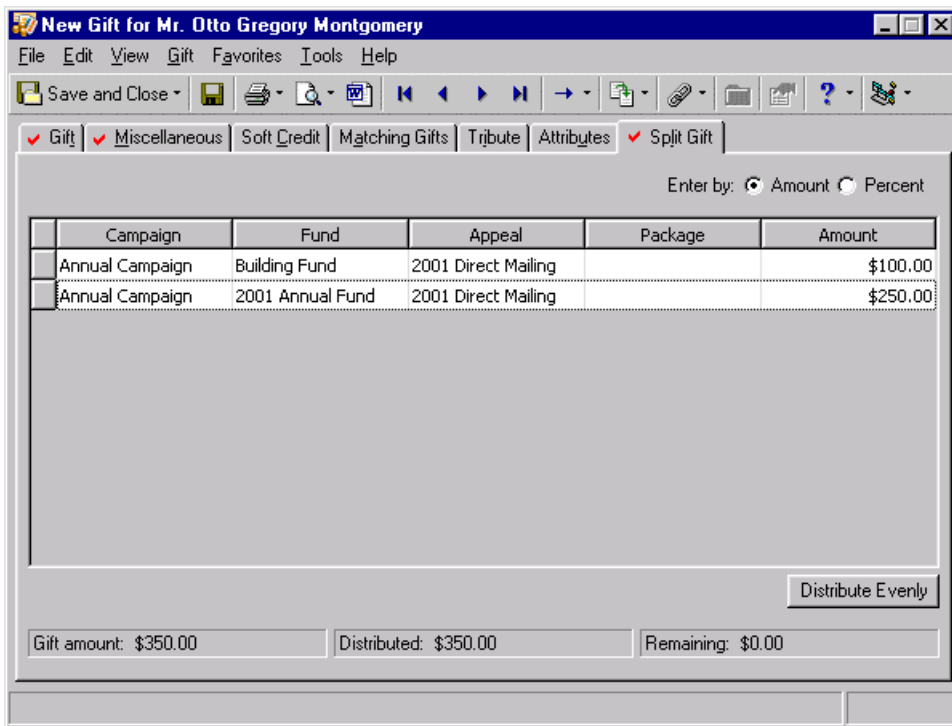 New Gift for Mr. Otto Gregory Montgomery
File Edit View Gift Favorites Tools Help
Save and Close
Gift Miscellaneous Soft Credit Matching Gifts Tribute Attributes Split Gift
Enter by: Amount Percent
Campaign Fund Appeal Package Amount
Annual Campaign Building Fund 2001 Direct Mailing $100.00
Annual Campaign 2001 Annual Fund 2001 Direct Mailing $250.00
Distribute Evenly
Gift amount: $350.00 Distributed: $350.00 Remaining: $0.00